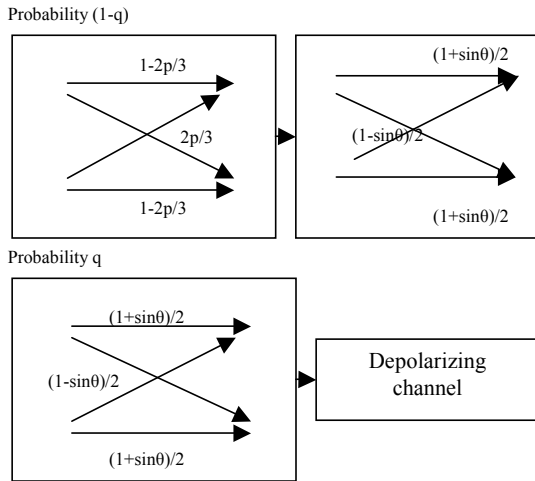 Probability (1-q)
1-2p/3
2p/3
1-2p/3
(1+sinθ)/2
(1-sinθ)/2
(1+sinθ)/2
Probability q
(1+sinθ)/2
(1-sinθ)/2
(1+sinθ)/2
Depolarizing
channel